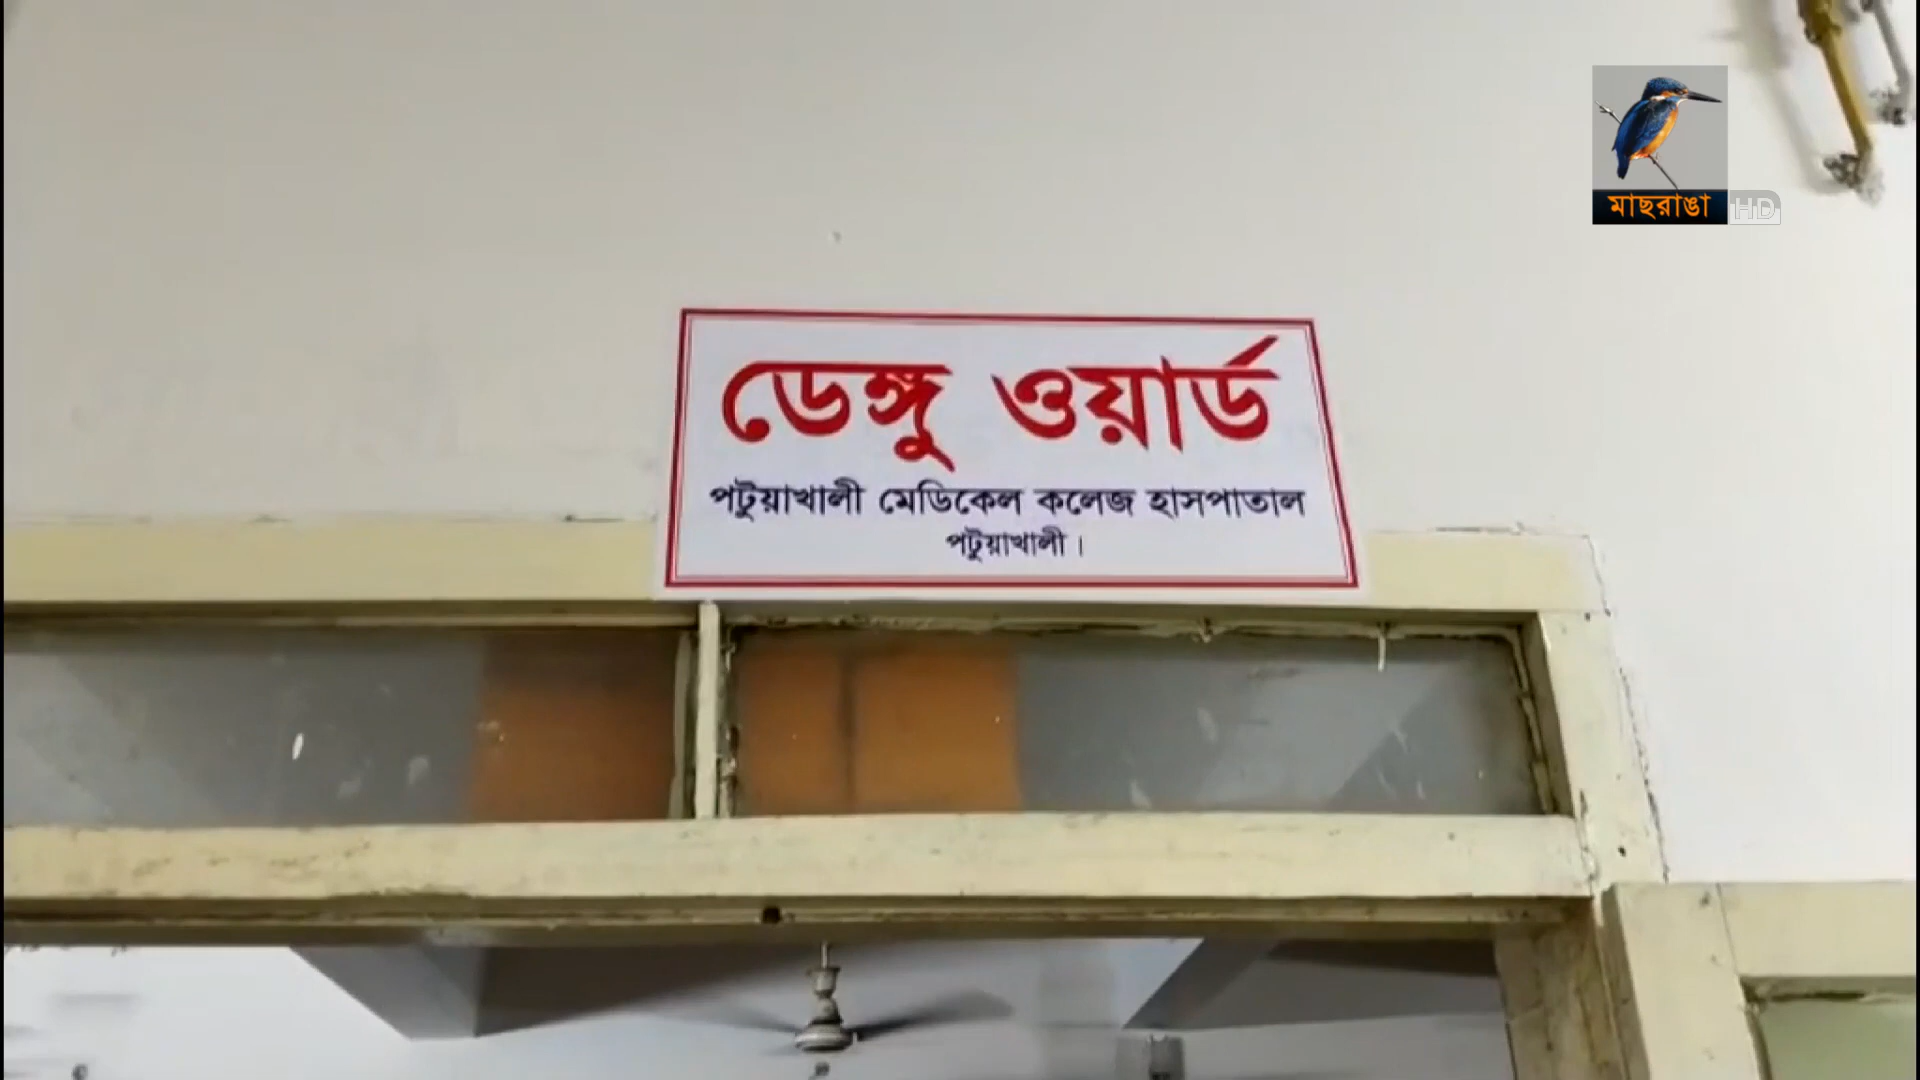 মাছরাঙা HD
ডেঙ্গু ওয়ার্ড
পটুয়াখালী মেডিকেল কলেজ হাসপাতাল
পটুয়াখালী।